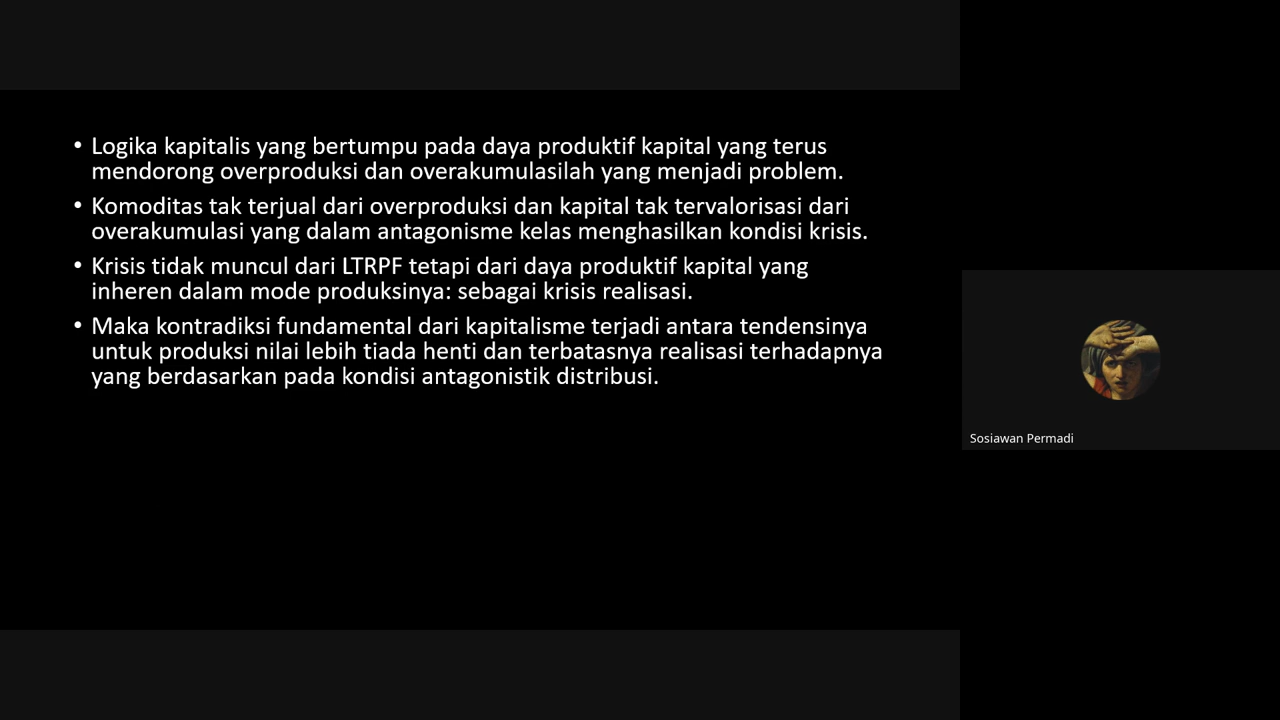 • Logika kapitalis yang bertumpu pada daya produktif kapital yang terus
mendorong overproduksi dan overakumulasilah yang menjadi problem.
• Komoditas tak terjual dari overproduksi dan kapital tak tervalorisasi dari
overakumulasi yang dalam antagonisme kelas menghasilkan kondisi krisis.
• Krisis tidak muncul dari LTRPF tetapi dari daya produktif kapital yang
inheren dalam mode produksinya: sebagai krisis realisasi.
• Maka kontradiksi fundamental dari kapitalisme terjadi antara tendensinya
untuk produksi nilai lebih tiada henti dan terbatasnya realisasi terhadapnya
yang berdasarkan pada kondisi antagonistik distribusi.
Sosiawan Permadi